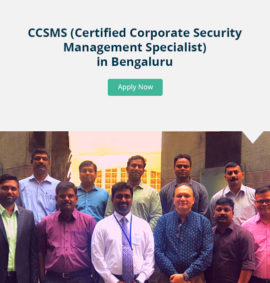 CCSMS (Certified Corporate Security
Management Specialist)
in Bengaluru
Apply Now